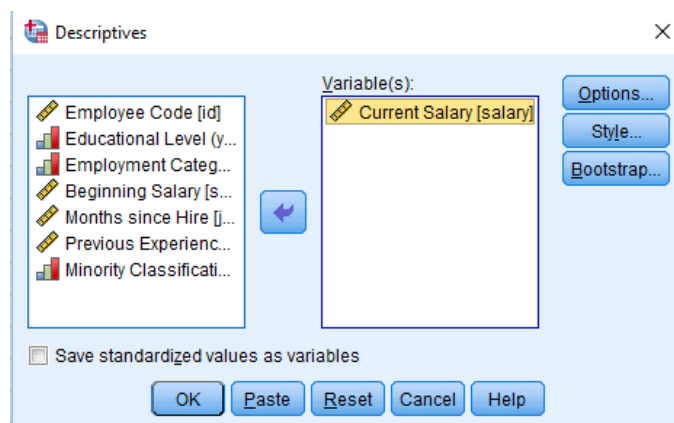 Descriptives
Variable(s):
Employee Code [id]
Educational Level (y...
Employment Categ...
Beginning Salary [s...
Months since Hire [j...
Previous Experienc...
Minority Classificati...
Current Salary [salary]
Options...
Style...
Bootstrap...
Save standardized values as variables
OK Paste Reset Cancel Help